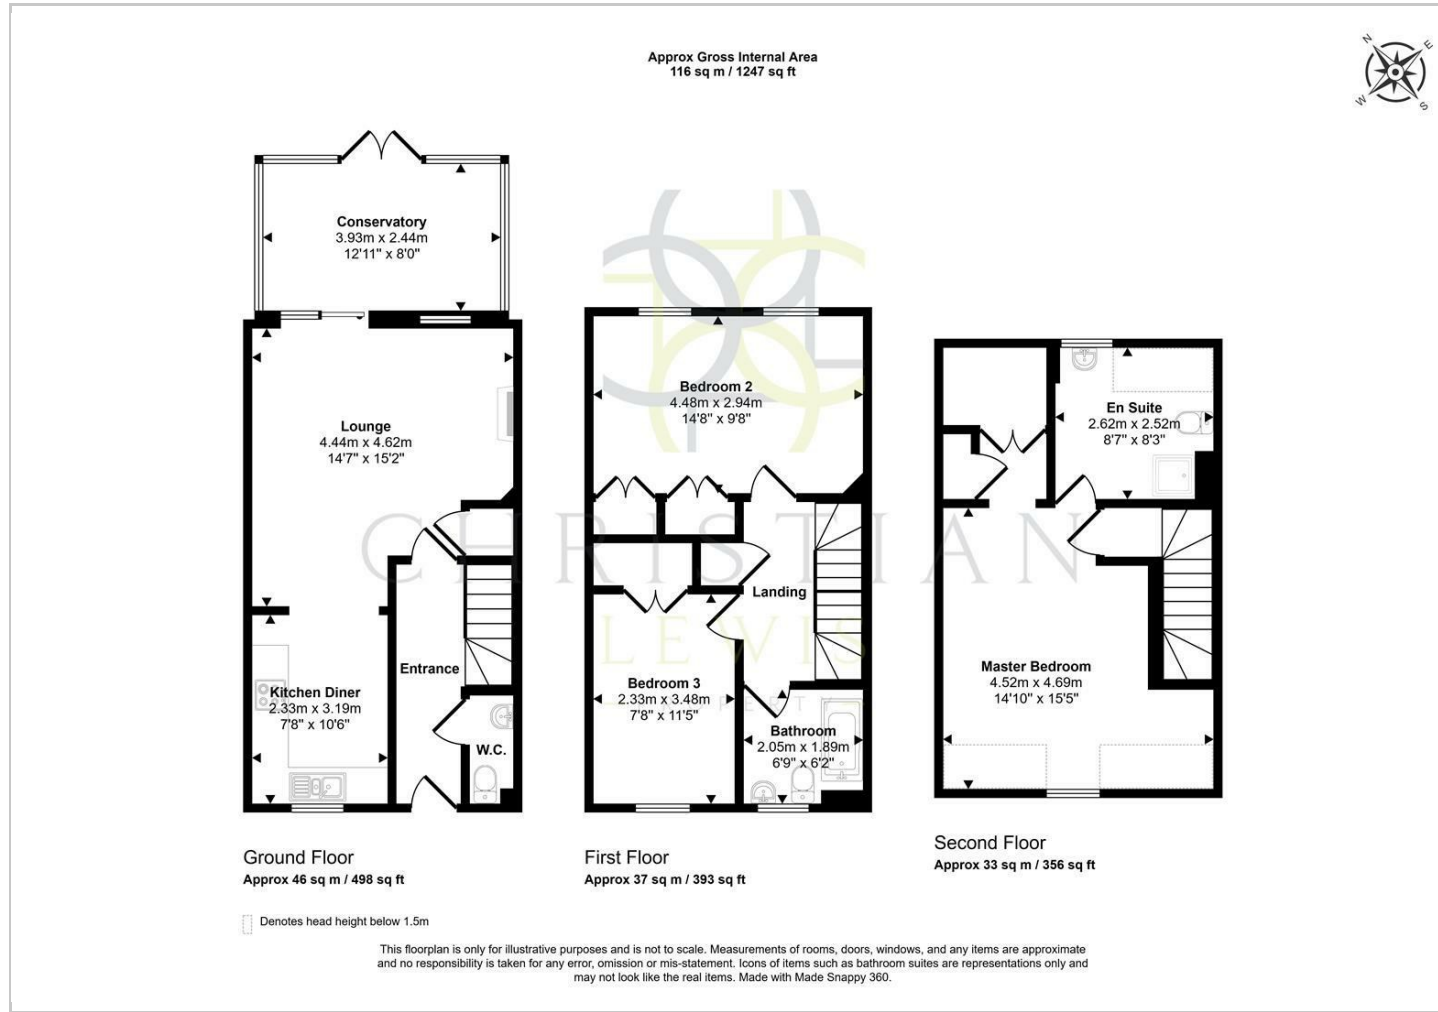 Approx Gross Internal Area
116 sq m / 1247 sq ft
N
E
W
S
Conservatory
3.93m x 2.44m
12'11" x 8'0"
Lounge
4.44m x 4.62m
14'7" x 15'2"
Kitchen Diner
2.33m x 3.19m
7'8" x 10'6"
Entrance
W.C.
Ground Floor
Approx 46 sq m / 498 sq ft
Bedroom 2
4.48m x 2.94m
14'8" x 9'8"
Landing
Bedroom 3
2.33m x 3.48m
7'8" x 11'5"
Bathroom
2.05m x 1.89m
6'9" x 6'2"
First Floor
Approx 37 sq m / 393 sq ft
En Suite
2.62m x 2.52m
8'7" x 8'3"
Master Bedroom
4.52m x 4.69m
14'10" x 15'5"
Second Floor
Approx 33 sq m / 356 sq ft
CHRISTIAN
LEWIS
PROPERTY
Denotes head height below 1.5m
This floorplan is only for illustrative purposes and is not to scale. Measurements of rooms, doors, windows, and any items are approximate
and no responsibility is taken for any error, omission or mis-statement. Icons of items such as bathroom suites are representations only and
may not look like the real items. Made with Made Snappy 360.